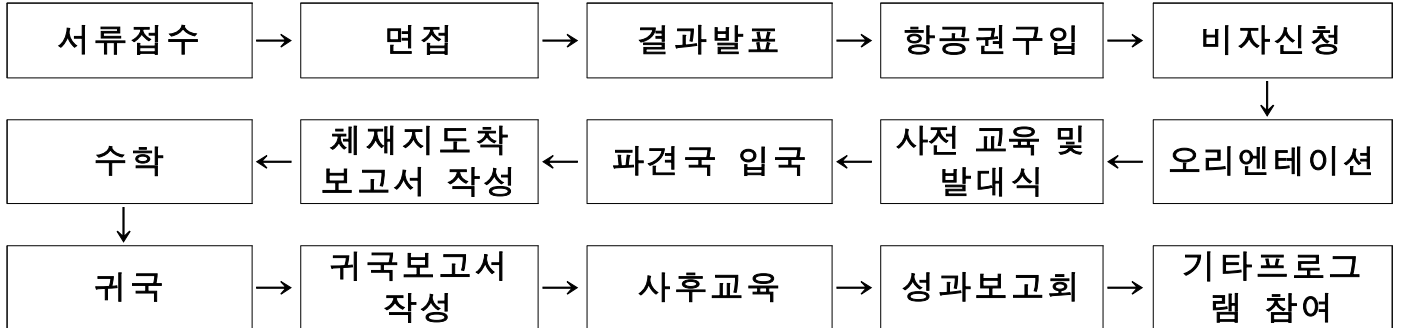 서류접수 → 면접 → 결과발표 → 항공권구입 → 비자신청
오리엔테이션
사전 교육 및
발대식
파견국 입국
체재지도착
보고서 작성
수학
귀국
귀국보고서
작성
사후교육
성과보고회
기타프로그
램 참여